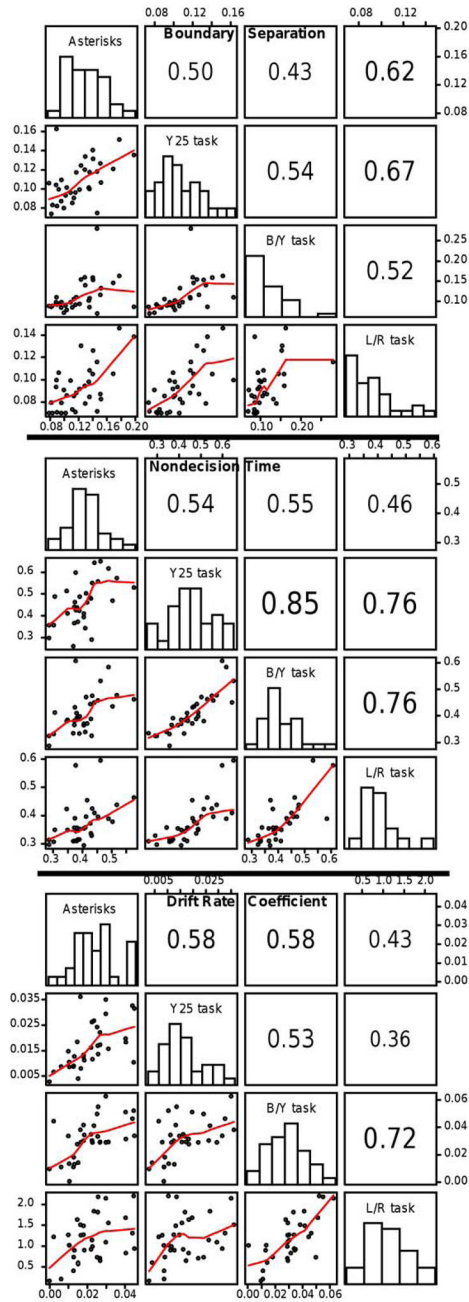 0.08 0.12 0.16 0.08 0.12
Asterisks Boundary Separation 0.20
0.50 0.43 0.62 0.16
0.12
0.08
0.16 Y25 task
0.14
0.12 0.54 0.67
0.10
0.08
B/Y task 0.25
0.52 0.20
0.15
0.10
0.14 L/R task
0.12
0.10
0.08
0.08 0.12 0.16 0.20 0.10 0.20
0.3 0.4 0.5 0.6 0.3 0.4 0.5 0.6
Asterisks Nondecision Time 0.5
0.54 0.55 0.46 0.4
0.3
0.6 Y25 task
0.5 0.85 0.76
0.4
0.3
B/Y task 0.6
0.76 0.5
0.4
0.3
0.6 L/R task
0.5
0.4
0.3
0.3 0.4 0.5 0.3 0.4 0.5 0.6
0.005 0.025 0.5 1.0 1.5 2.0
Asterisks Drift Rate Coefficient 0.04
0.58 0.58 0.43 0.03
0.02
0.01
0.00
0.035 Y25 task
0.025 0.53 0.36
0.015
0.005
B/Y task 0.06
0.72 0.04
0.02
0.00
2.0 L/R task
1.5
1.0
0.5
0.00 0.02 0.04 0.00 0.02 0.04 0.06